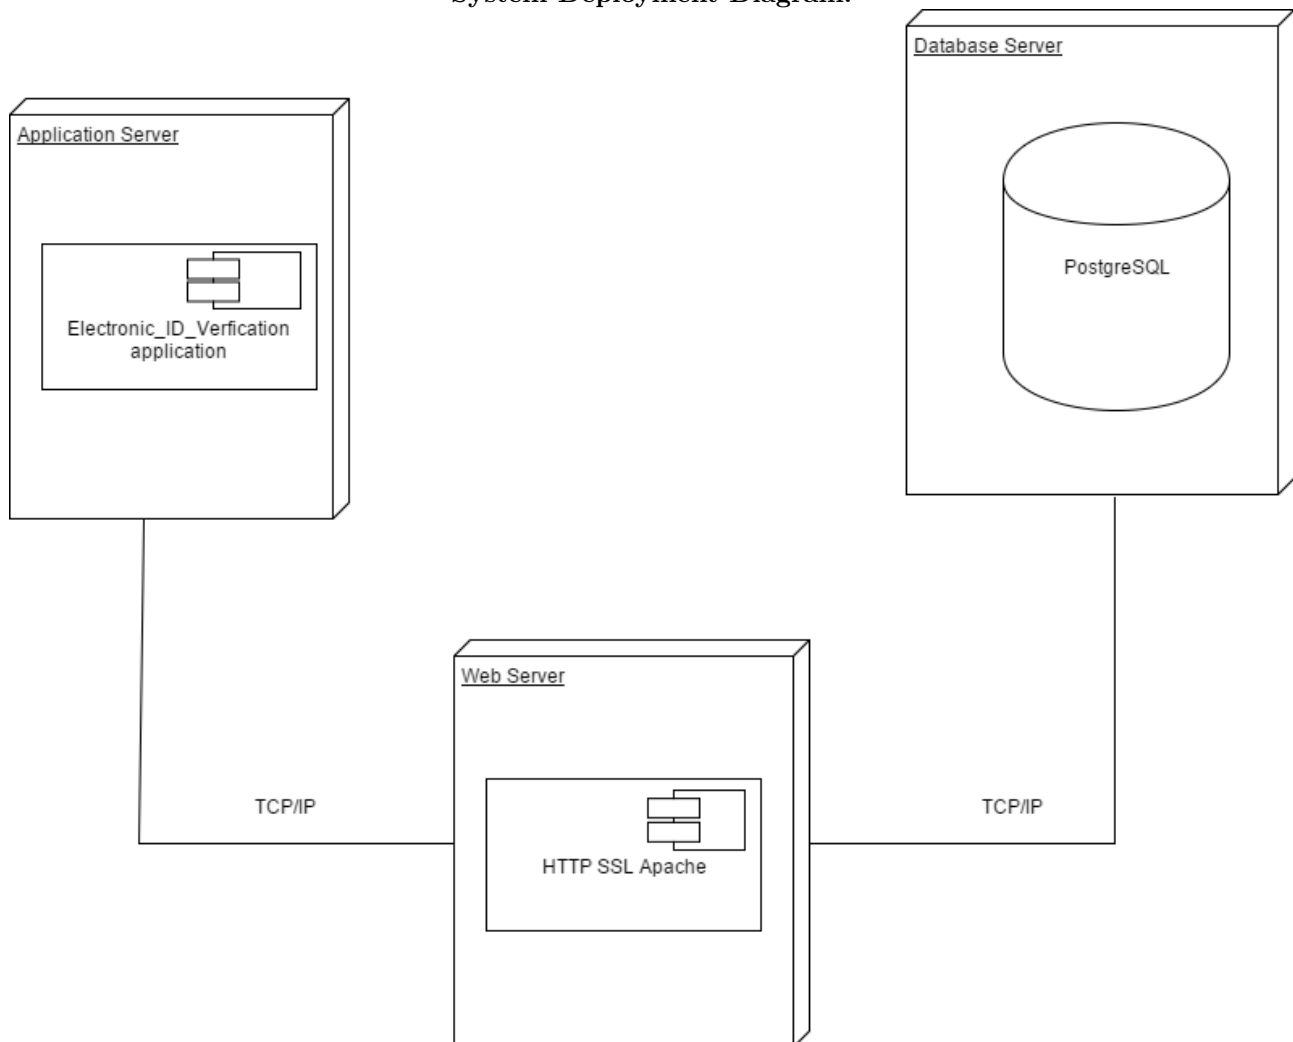 System Deployment Diagram.
Database Server
Application Server
PostgreSQL
Electronic_ID_Verfication
application
Web Server
TCP/IP
TCP/IP
HTTP SSL Apache